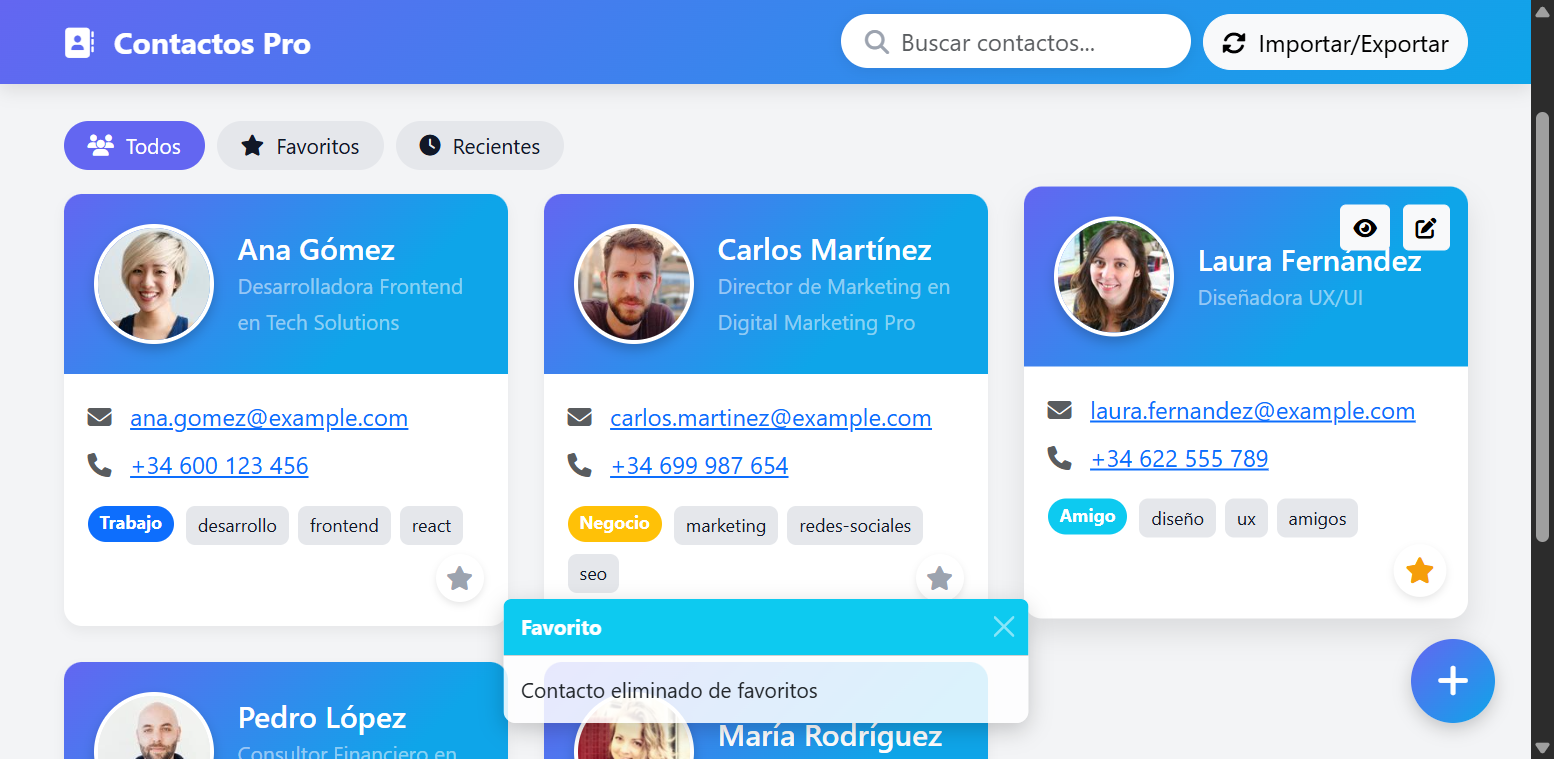 Contactos Pro
Buscar contactos...
Importar/Exportar
Todos
Favoritos
Recientes
Ana Gómez
Desarrolladora Frontend
en Tech Solutions
ana.gomez@example.com
+34 600 123 456
Trabajo
desarrollo
frontend
react
Carlos Martínez
Director de Marketing en
Digital Marketing Pro
carlos.martinez@example.com
+34 699 987 654
Negocio
marketing
redes-sociales
seo
Laura Fernández
Diseñadora UX/UI
laura.fernandez@example.com
+34 622 555 789
Amigo
diseño
ux
amigos
Favorito
Contacto eliminado de favoritos
Pedro López
Consultor Financiero en
María Rodríguez